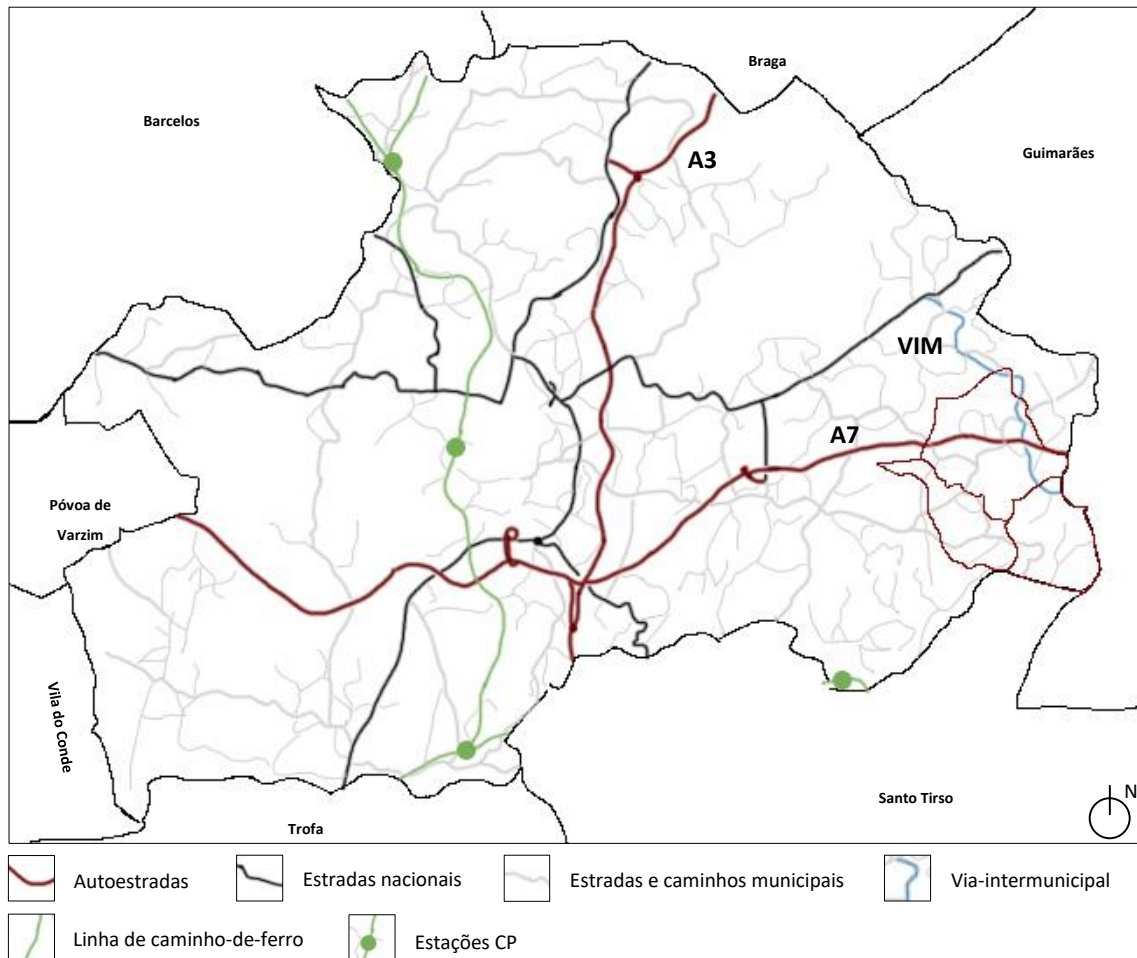 Braga
Barcelos
Guimarães
A3
VIM
A7
Póvoa de
Varzim
Vila do Conde
Santo Tirso
N
Trofa
Autoestradas
Estradas nacionais
Estradas e caminhos municipais
Via-intermunicipal
Linha de caminho-de-ferro
Estações CP